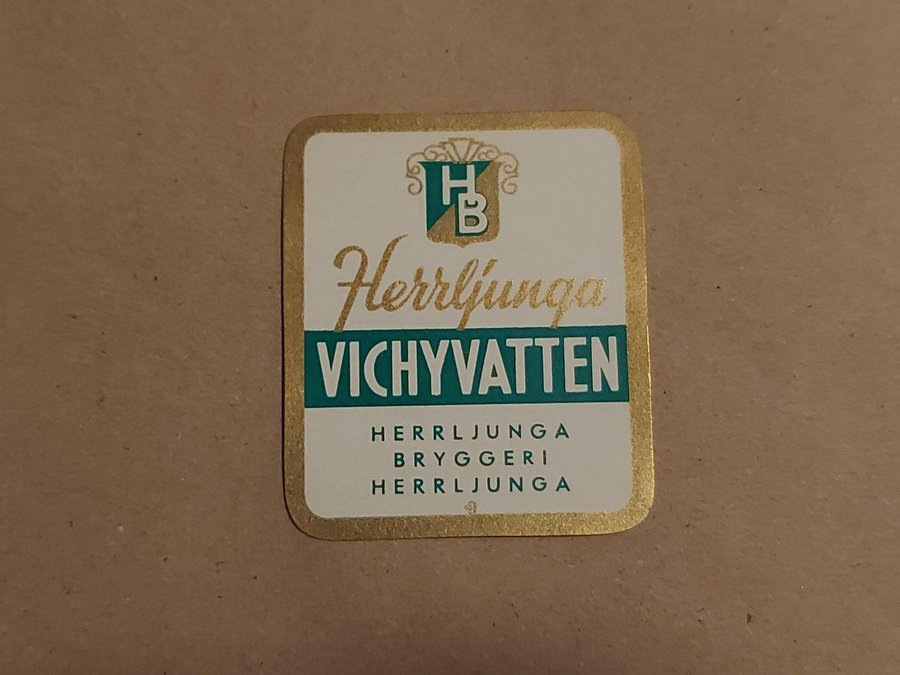 HB
Herrljunga
VICHYVATTEN
HERRLJUNGA
BRYGGERI
HERRLJUNGA